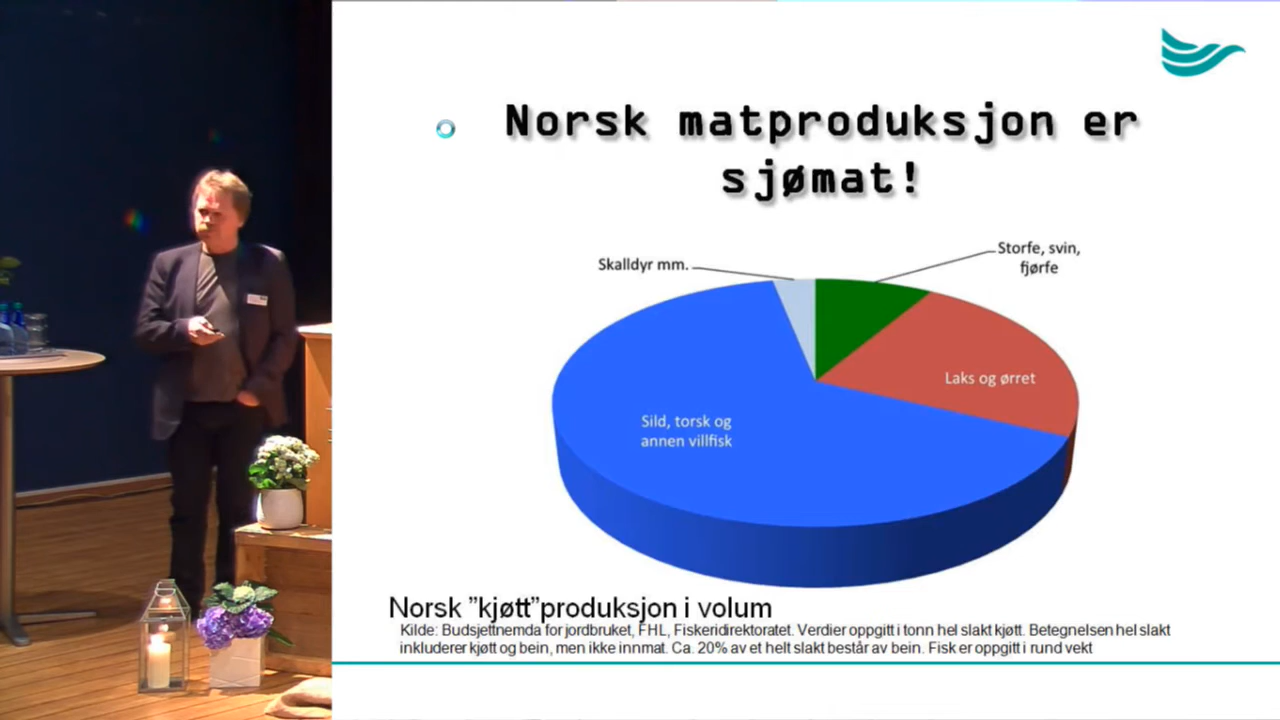 Norsk matproduksjon er
sjømat!
Skalldyr mm.
Storfe, svin,
fjørfe
Laks og ørret
Sild, torsk og
annen villfisk
Norsk ”kjøtt”produksjon i volum
Kilde: Budsjettnemda for jordbruket, FHL, Fiskeridirektoratet. Verdier oppgitt i tonn hel slakt kjøtt. Betegnelsen hel slakt
inkluderer kjøtt og bein, men ikke innmat. Ca. 20% av et helt slakt består av bein. Fisk er oppgitt i rund vekt